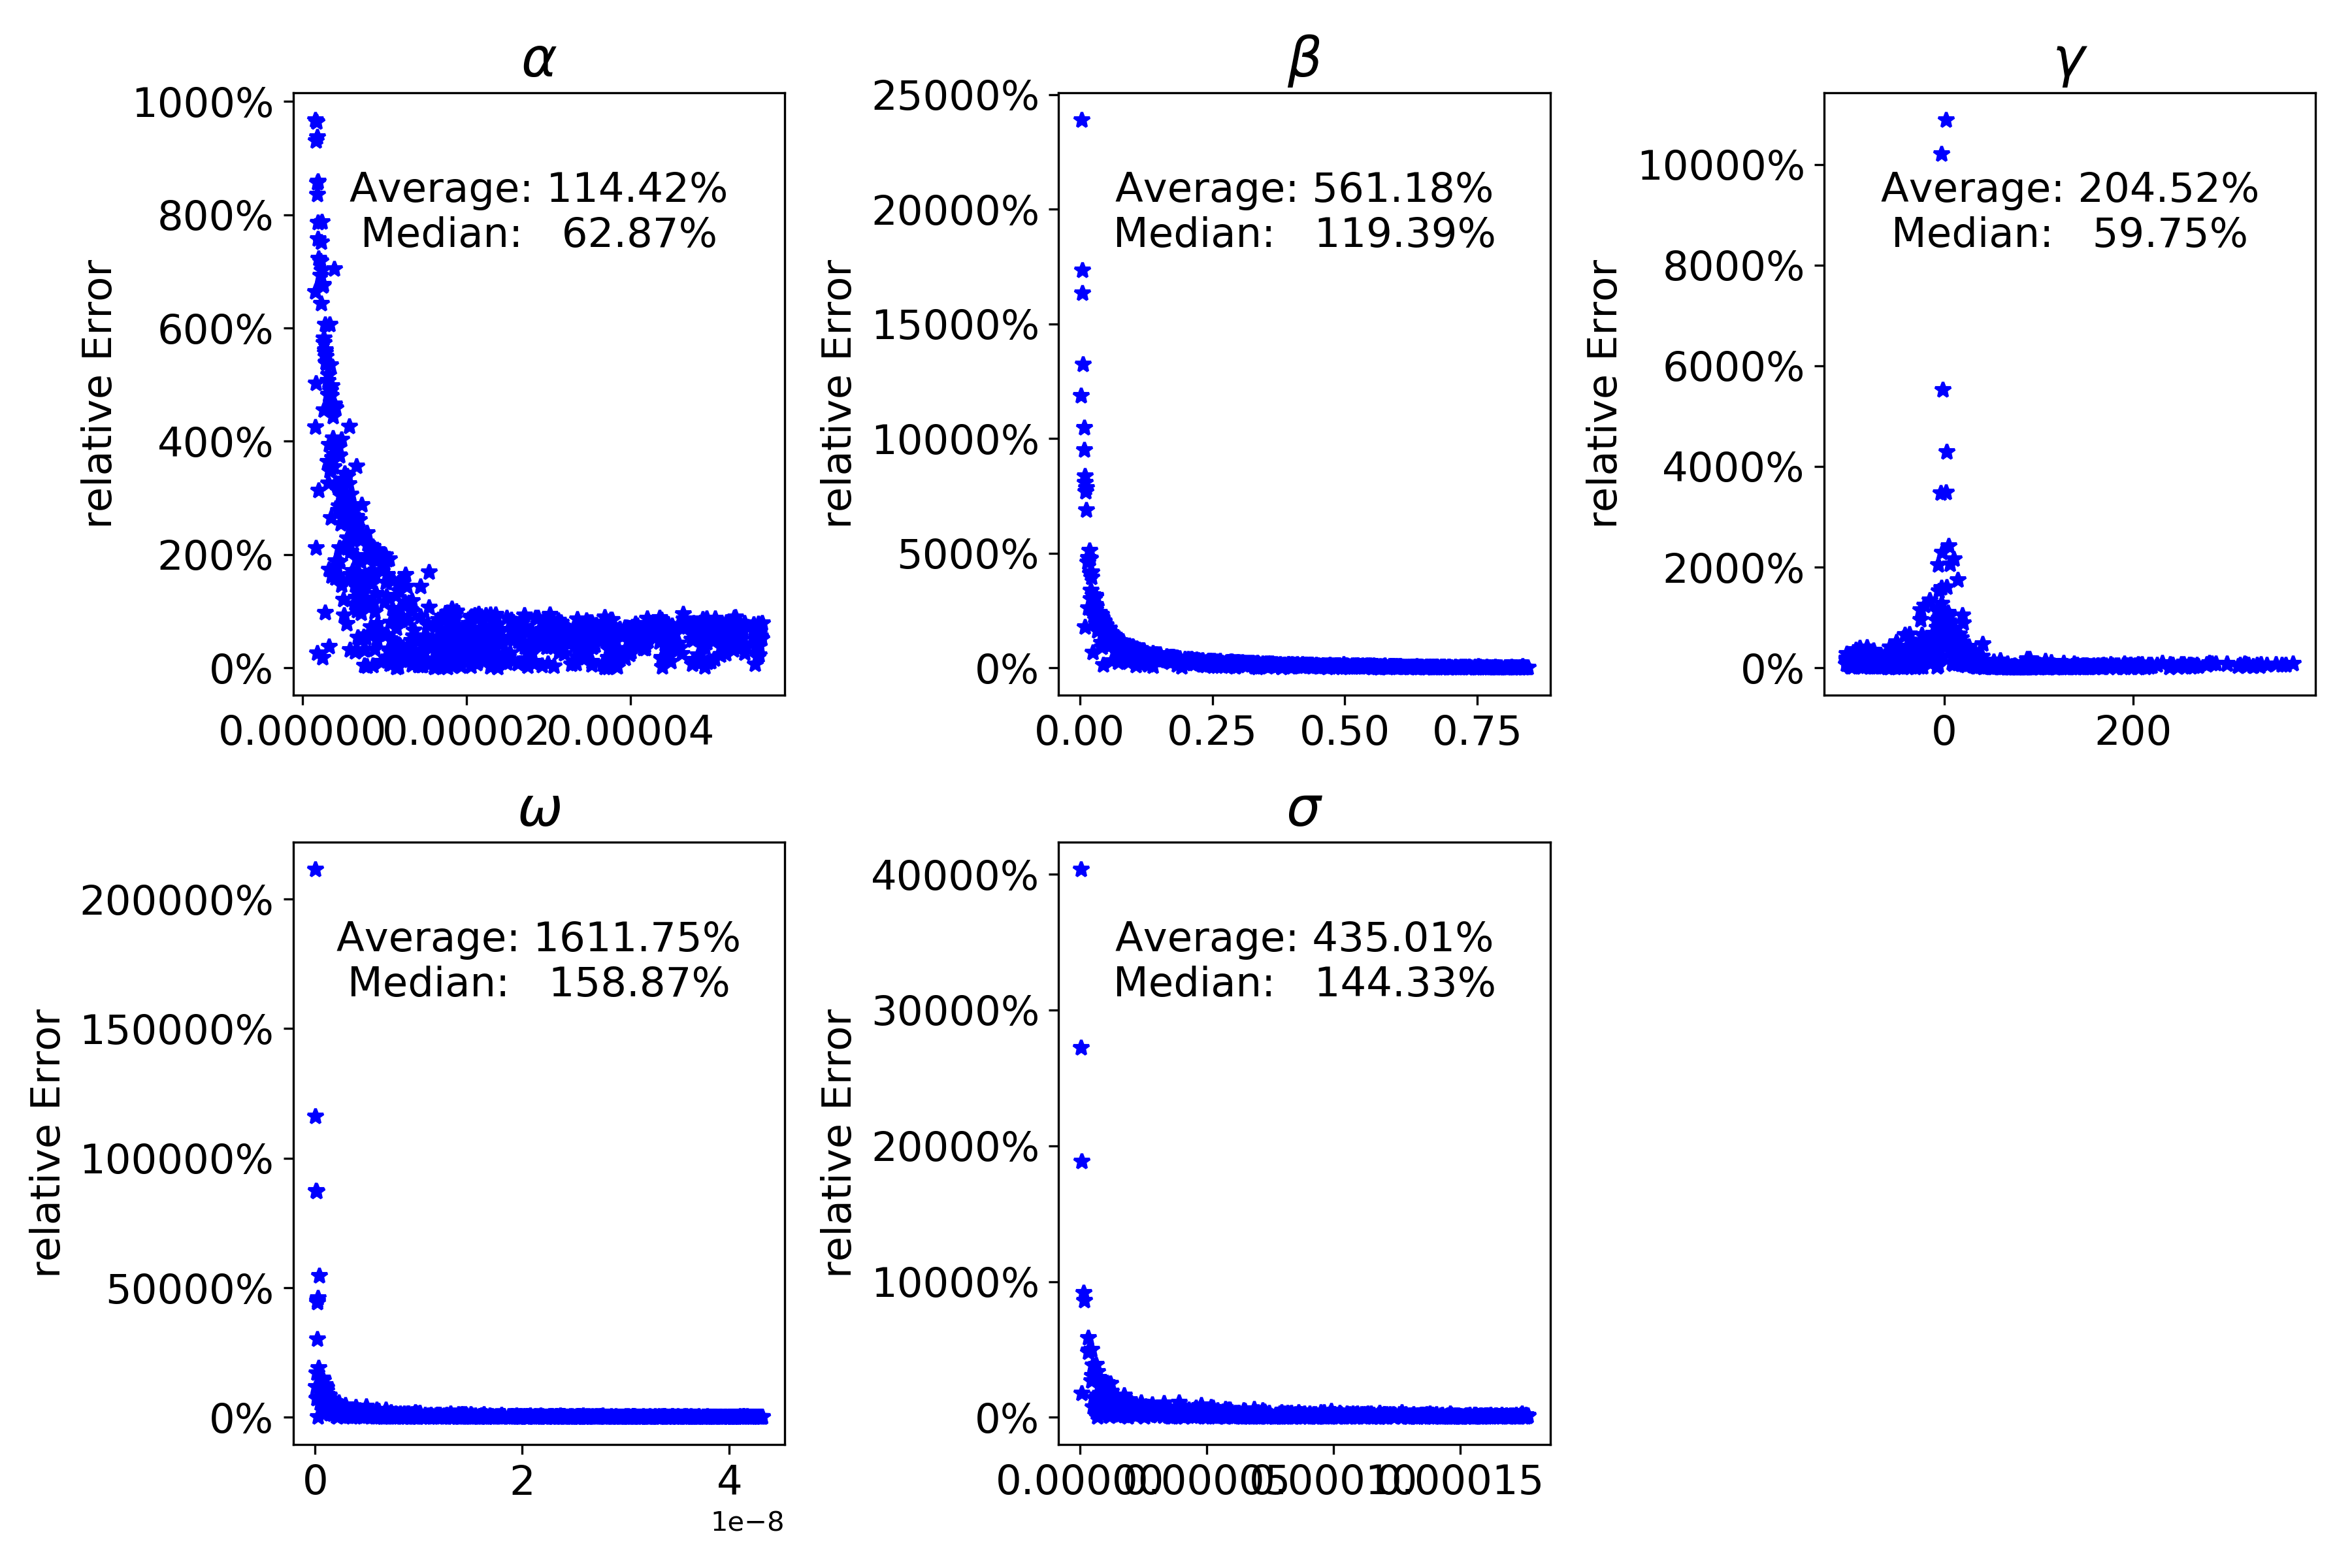 α
1000%
800%
600%
400%
200%
0%
relative Error
Average: 114.42%
Median: 62.87%
0.00000 0.00002 0.00004
β
25000%
20000%
15000%
10000%
5000%
0%
relative Error
Average: 561.18%
Median: 119.39%
0.00 0.25 0.50 0.75
γ
10000%
8000%
6000%
4000%
2000%
0%
relative Error
Average: 204.52%
Median: 59.75%
0 200
ω
200000%
150000%
100000%
50000%
0%
relative Error
Average: 1611.75%
Median: 158.87%
0 2 4
1e−8
σ
40000%
30000%
20000%
10000%
0%
relative Error
Average: 435.01%
Median: 144.33%
0.00000 0.00005 0.00010 0.00015